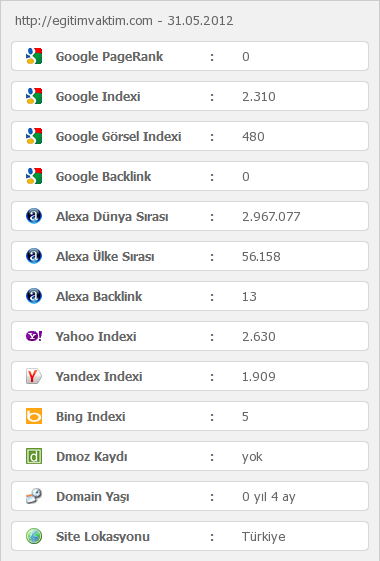 http://egitimvaktim.com - 31.05.2012
Google PageRank : 0
Google Indexi : 2.310
Google Görsel Indexi : 480
Google Backlink : 0
Alexa Dünya Sırası : 2.967.077
Alexa Ülke Sırası : 56.158
Alexa Backlink : 13
Yahoo Indexi : 2.630
Yandex Indexi : 1.909
Bing Indexi : 5
Dmoz Kaydı : yok
Domain Yaşı : 0 yıl 4 ay
Site Lokasyonu : Türkiye